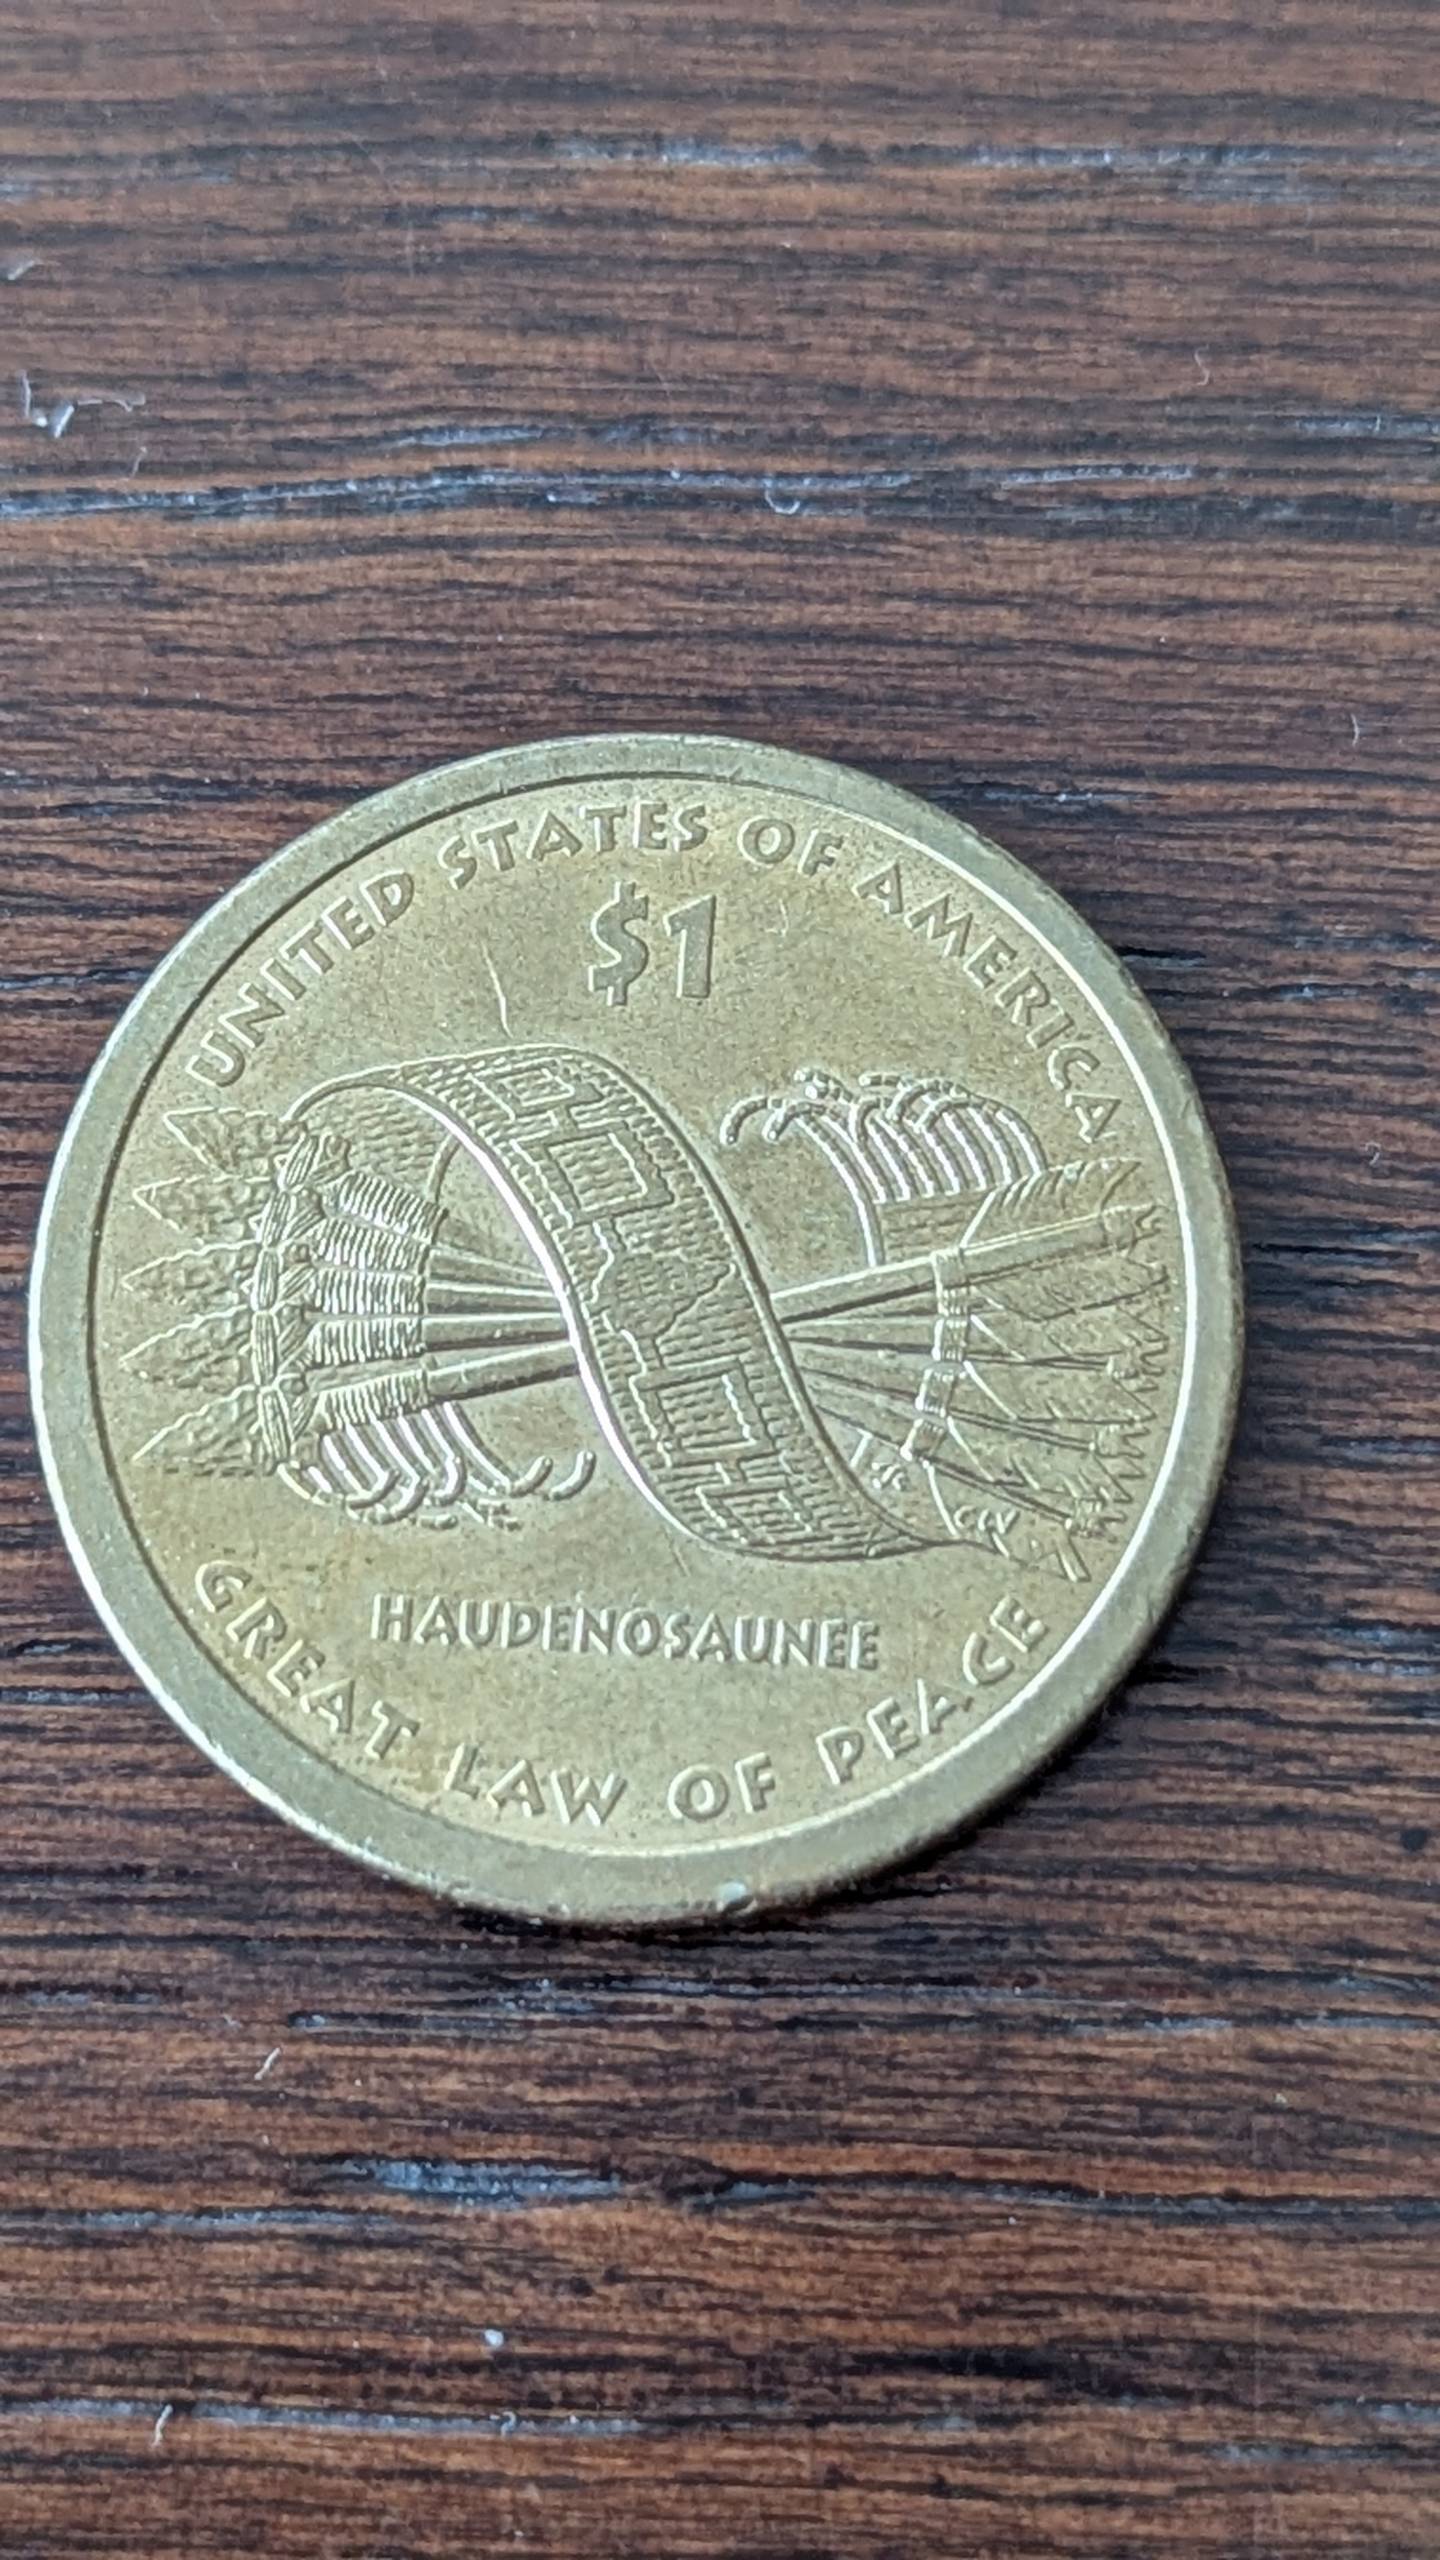 UNITED STATES OF AMERICA
$1
HAUDENOSAUNEE
GREAT LAW OF PEACE